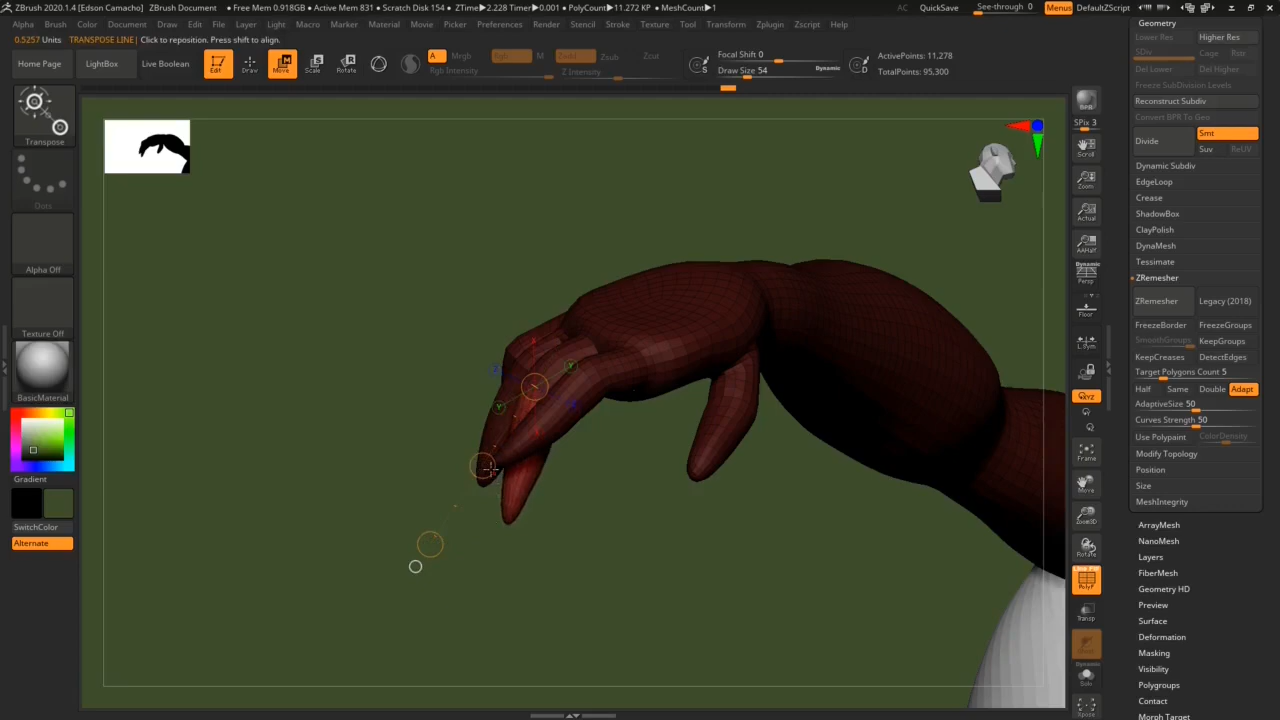 ZBrush 2020.1.4 [Edson Camacho]   ZBrush Document   • Free Mem 0.918GB • Active Mem 831 • Scratch Disk 154 • ZTime▶2.228 Timer▶0.001 • PolyCount▶11.272 KP • MeshCount▶1
AC QuickSave See-through 0 Menus DefaultZScript
Alpha Brush Color Document Draw Edit File Layer Light Macro Marker Material Movie Picker Preferences Render Stencil Stroke Texture Tool Transform Zplugin Zscript Help
0.5257 Units TRANSPOSE LINE| Click to reposition. Press shift to align.
Home Page LightBox Live Boolean Edit Draw Move Scale Rotate
A Mrgb Rgb M Zadd Zsub Zcut
Rgb Intensity Z Intensity
Focal Shift 0
Draw Size 54 Dynamic
S
D
ActivePoints: 11,278
TotalPoints: 95,300
Transpose
Dots
Alpha Off
Texture Off
BasicMaterial
Gradient
SwitchColor
Alternate
Y
Y
BPR
SPix 3
Scroll
Zoom
Actual
AAHalf
Dynamic
Persp
Floor
L.Sym
XYZ
Frame
Move
Zoom3D
Rotate
Line Fill
PolyF
Transp
Dynamic
Solo
Xpose
Geometry
Lower Res Higher Res
SDiv Cage Rstr
Del Lower Del Higher
Freeze SubDivision Levels
Reconstruct Subdiv
Convert BPR To Geo
Divide Smt
Suv ReUV
Dynamic Subdiv
EdgeLoop
Crease
ShadowBox
ClayPolish
DynaMesh
Tessimate
ZRemesher
ZRemesher Legacy (2018)
FreezeBorder FreezeGroups
SmoothGroups KeepGroups
KeepCreases DetectEdges
Target Polygons Count 5
Half Same Double Adapt
AdaptiveSize 50
Curves Strength 50
Use Polypaint ColorDensity
Modify Topology
Position
Size
MeshIntegrity
ArrayMesh
NanoMesh
Layers
FiberMesh
Geometry HD
Preview
Surface
Deformation
Masking
Visibility
Polygroups
Contact
Morph Target